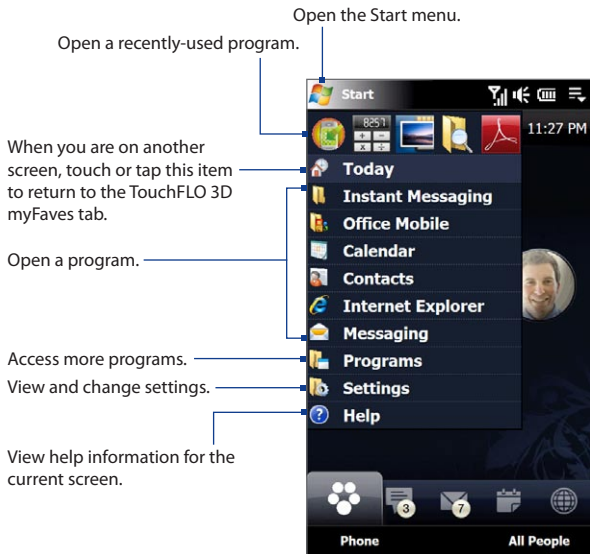 Open the Start menu.
Open a recently-used program.
When you are on another
screen, touch or tap this item
to return to the TouchFLO 3D
myFaves tab.
Open a program.
Access more programs.
View and change settings.
View help information for the
current screen.
Start
8257
11:27 PM
Today
Instant Messaging
Office Mobile
Calendar
Contacts
Internet Explorer
Messaging
Programs
Settings
Help
3
7
Phone
All People